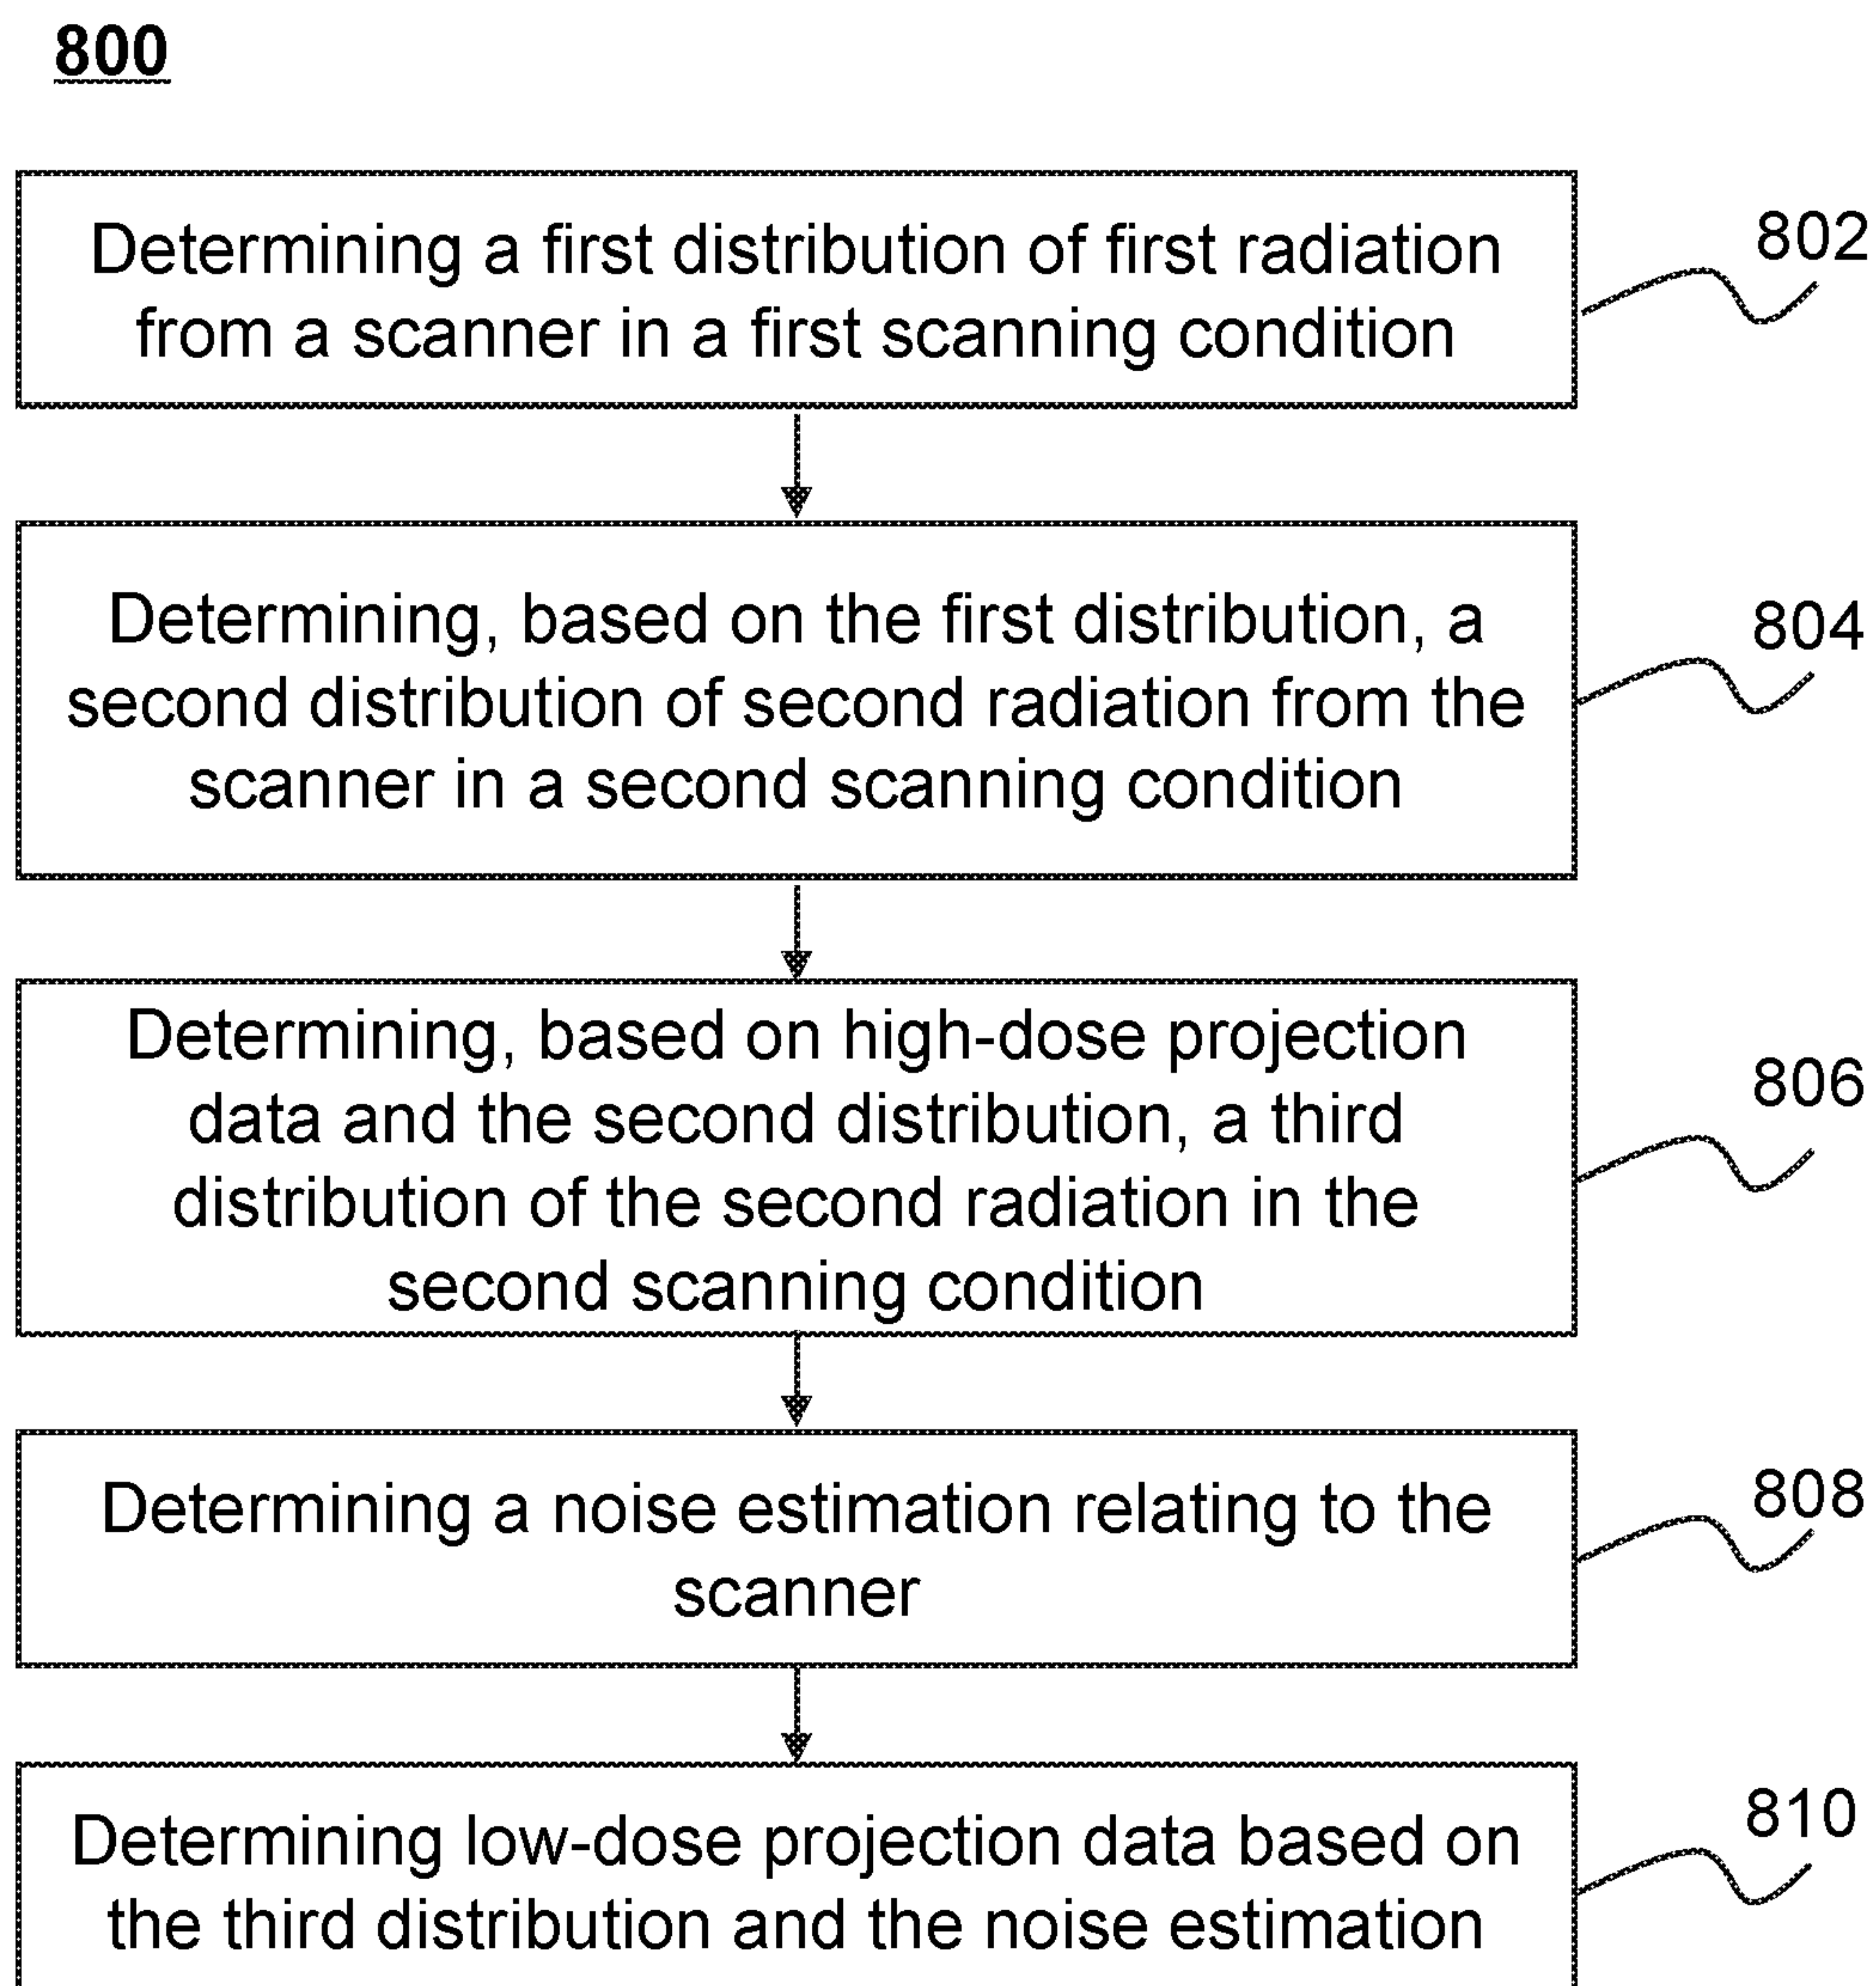 800
Determining a first distribution of first radiation
from a scanner in a first scanning condition
802
Determining, based on the first distribution, a
second distribution of second radiation from the
scanner in a second scanning condition
804
Determining, based on high-dose projection
data and the second distribution, a third
distribution of the second radiation in the
second scanning condition
806
Determining a noise estimation relating to the
scanner
808
Determining low-dose projection data based on
the third distribution and the noise estimation
810